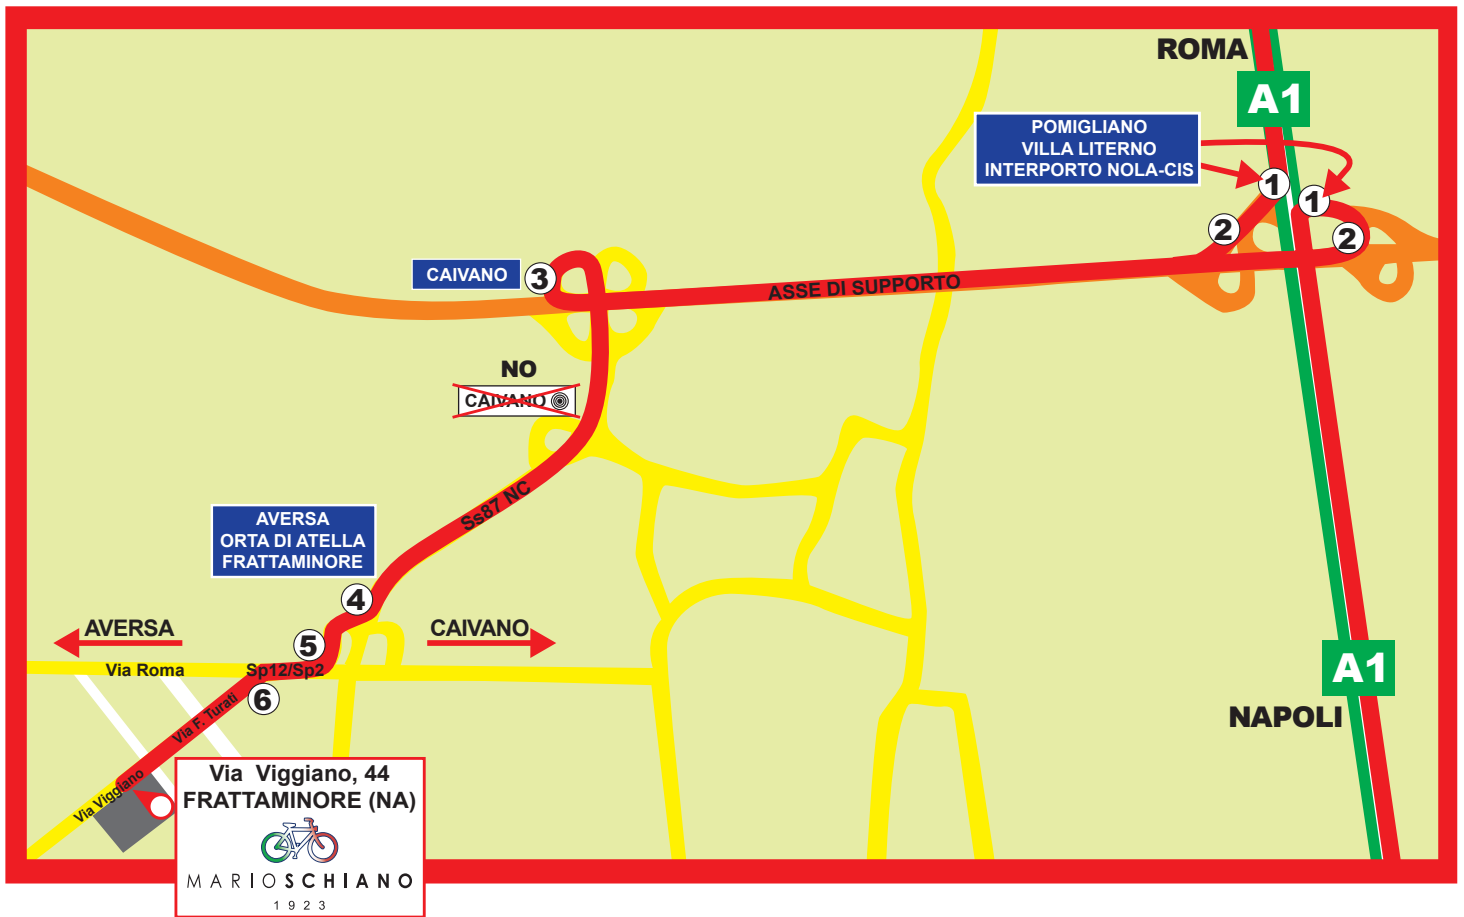 ROMA
A1
POMIGLIANO
VILLA LITERNO
INTERPORTO NOLA-CIS
1
1
2
2
CAIVANO
3
ASSE DI SUPPORTO
NO
CAIVANO
Ss87 NC
AVERSA
ORTA DI ATELLA
FRATTAMINORE
4
AVERSA
5
CAIVANO
Via Roma
Sp12/Sp2
6
A1
NAPOLI
Via F. Turati
Via Viggiano
Via Viggiano, 44
FRATTAMINORE (NA)
MARIOSCHIANO
1923